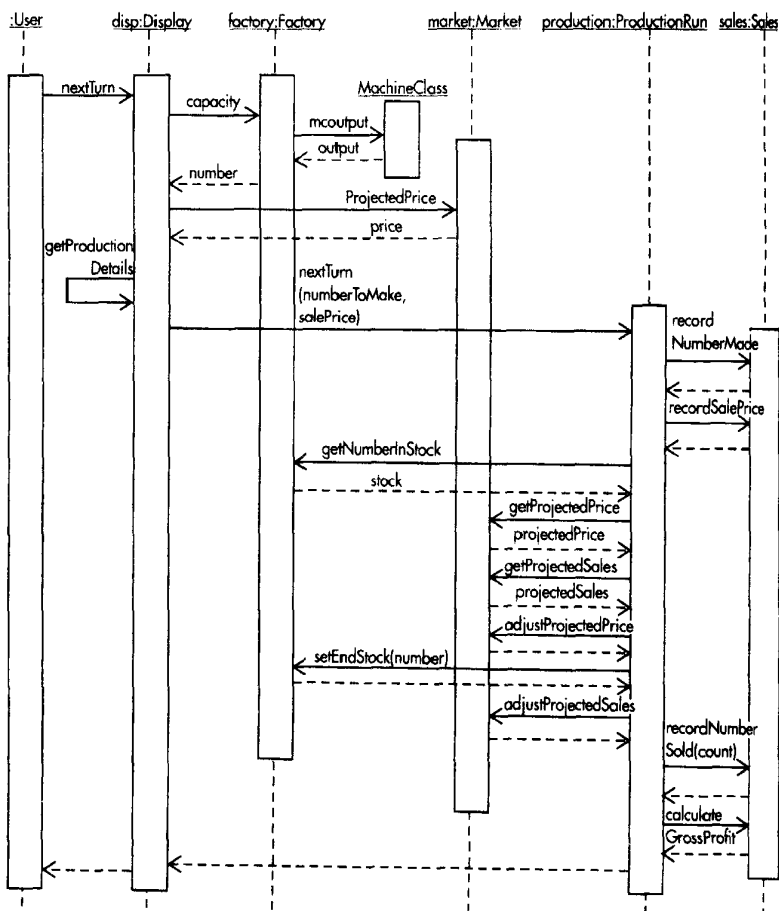 :User disp:Display factory:Factory market:Market production:ProductionRun sales:Sales
nextTurn
MachineClass
capacity
mcoutput
output
number
ProjectedPrice
price
getProduction
Details
nextTurn
(numberToMake,
salePrice)
record
NumberMade
recordSalePrice
getNumberInStock
stock
getProjectedPrice
projectedPrice
getProjectedSales
projectedSales
adjustProjectedPrice
setEndStock(number)
adjustProjectedSales
recordNumber
Sold(count)
calculate
GrossProfit